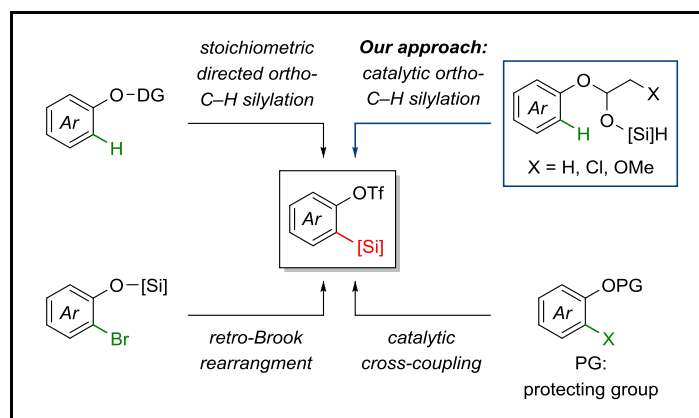 stoichiometric
directed ortho-
C–H silylation
Our approach:
catalytic ortho-
C–H silylation
O–DG
Ar
H
O
X
Ar
H
O
[Si]H
X = H, Cl, OMe
OTf
Ar
[Si]
O–[Si]
Ar
Br
OPG
Ar
X
retro-Brook
rearrangment
catalytic
cross-coupling
PG:
protecting group